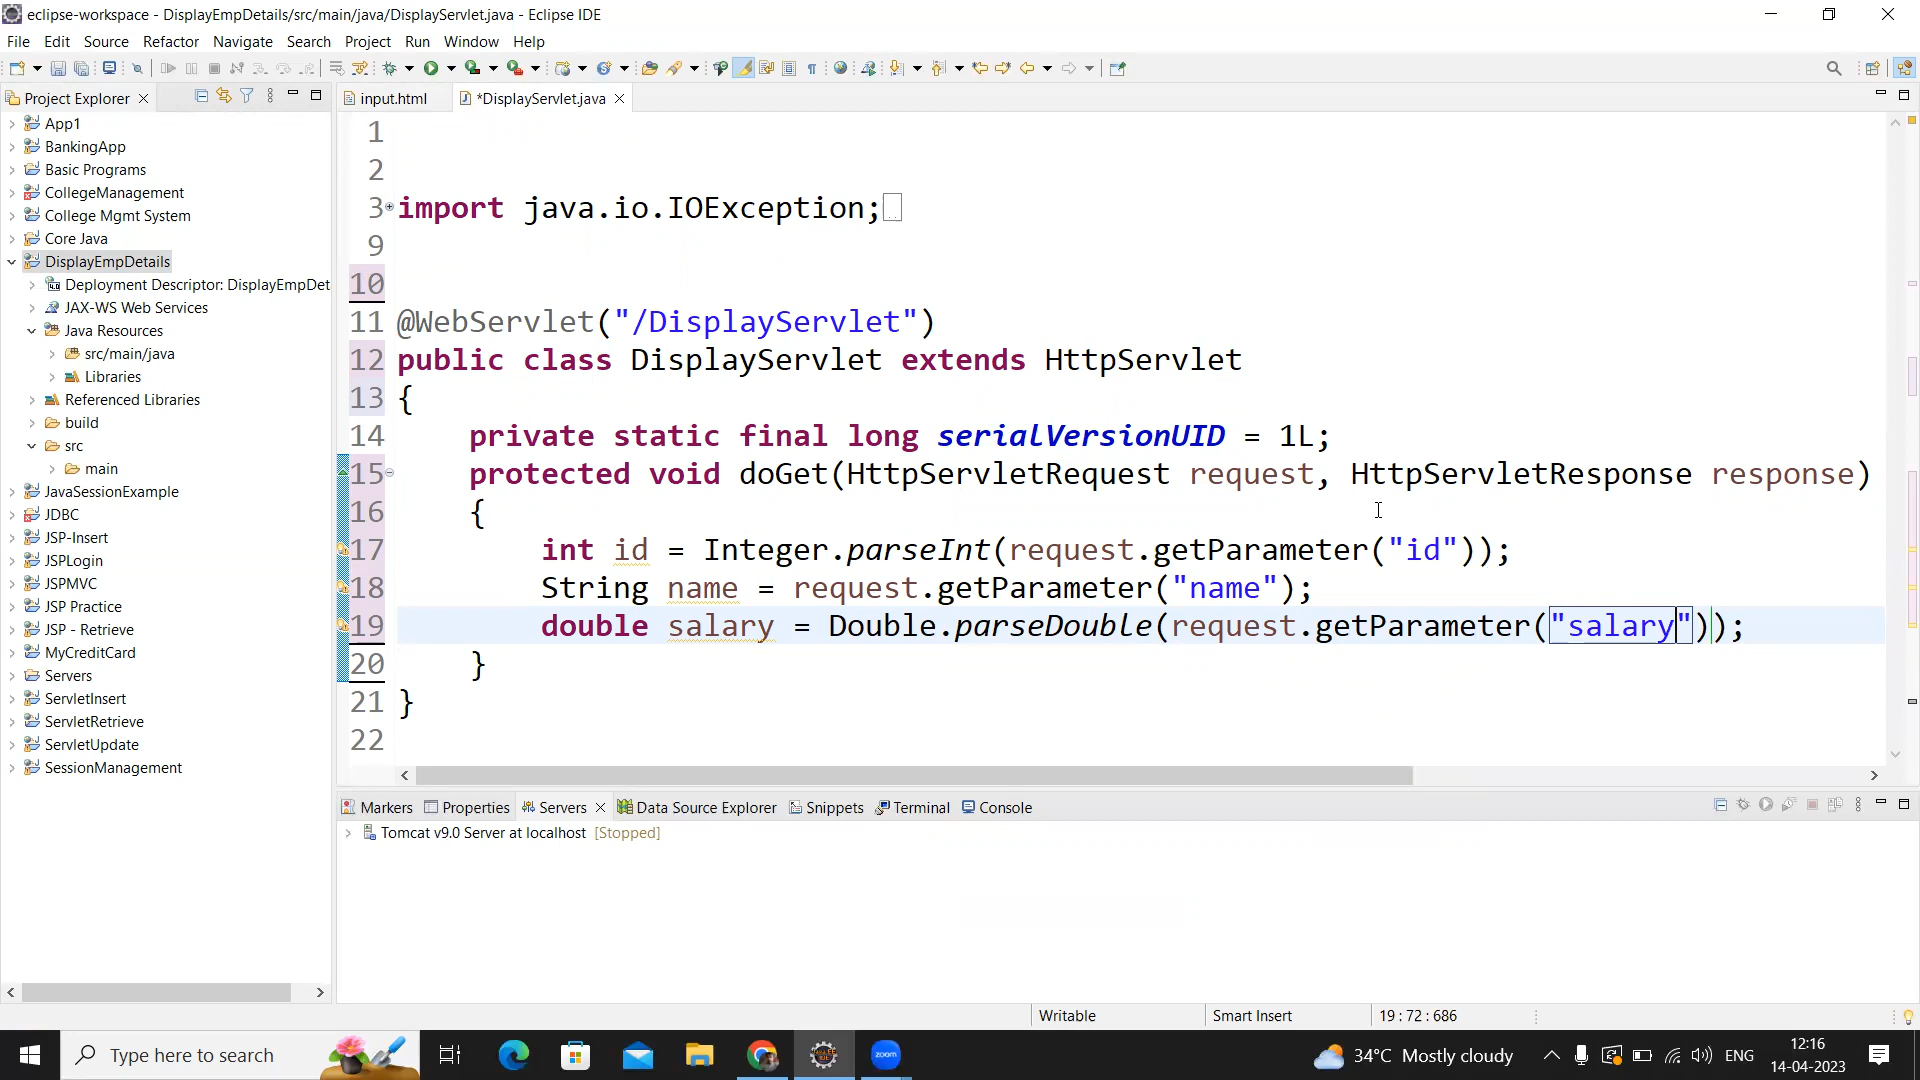 eclipse-workspace - DisplayEmpDetails/src/main/java/DisplayServlet.java - Eclipse IDE
File Edit Source Refactor Navigate Search Project Run Window Help
Project Explorer
App1
BankingApp
Basic Programs
CollegeManagement
College Mgmt System
Core Java
DisplayEmpDetails
Deployment Descriptor: DisplayEmpDet
JAX-WS Web Services
Java Resources
src/main/java
Libraries
Referenced Libraries
build
src
main
JavaSessionExample
JDBC
JSP-Insert
JSPLogin
JSPMVC
JSP Practice
JSP - Retrieve
MyCreditCard
Servers
ServletInsert
ServletRetrieve
ServletUpdate
SessionManagement
input.html *DisplayServlet.java
1
2
3 import java.io.IOException;
9
10
11 @WebServlet("/DisplayServlet")
12 public class DisplayServlet extends HttpServlet
13 {
14 private static final long serialVersionUID = 1L;
15 protected void doGet(HttpServletRequest request, HttpServletResponse response)
16 {
17 int id = Integer.parseInt(request.getParameter("id"));
18 String name = request.getParameter("name");
19 double salary = Double.parseDouble(request.getParameter("salary"));
20 }
21 }
22
Markers Properties Servers Data Source Explorer Snippets Terminal Console
Tomcat v9.0 Server at localhost [Stopped]
Writable Smart Insert 19 : 72 : 686
Type here to search
zoom
34°C Mostly cloudy
ENG
12:16
14-04-2023